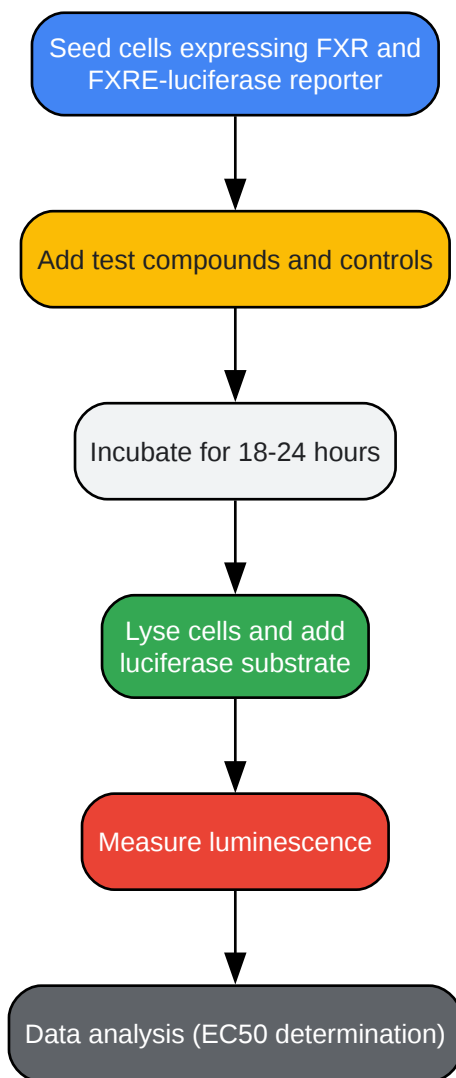 Seed cells expressing FXR and
FXRE-luciferase reporter
Add test compounds and controls
Incubate for 18-24 hours
Lyse cells and add
luciferase substrate
Measure luminescence
Data analysis (EC50 determination)